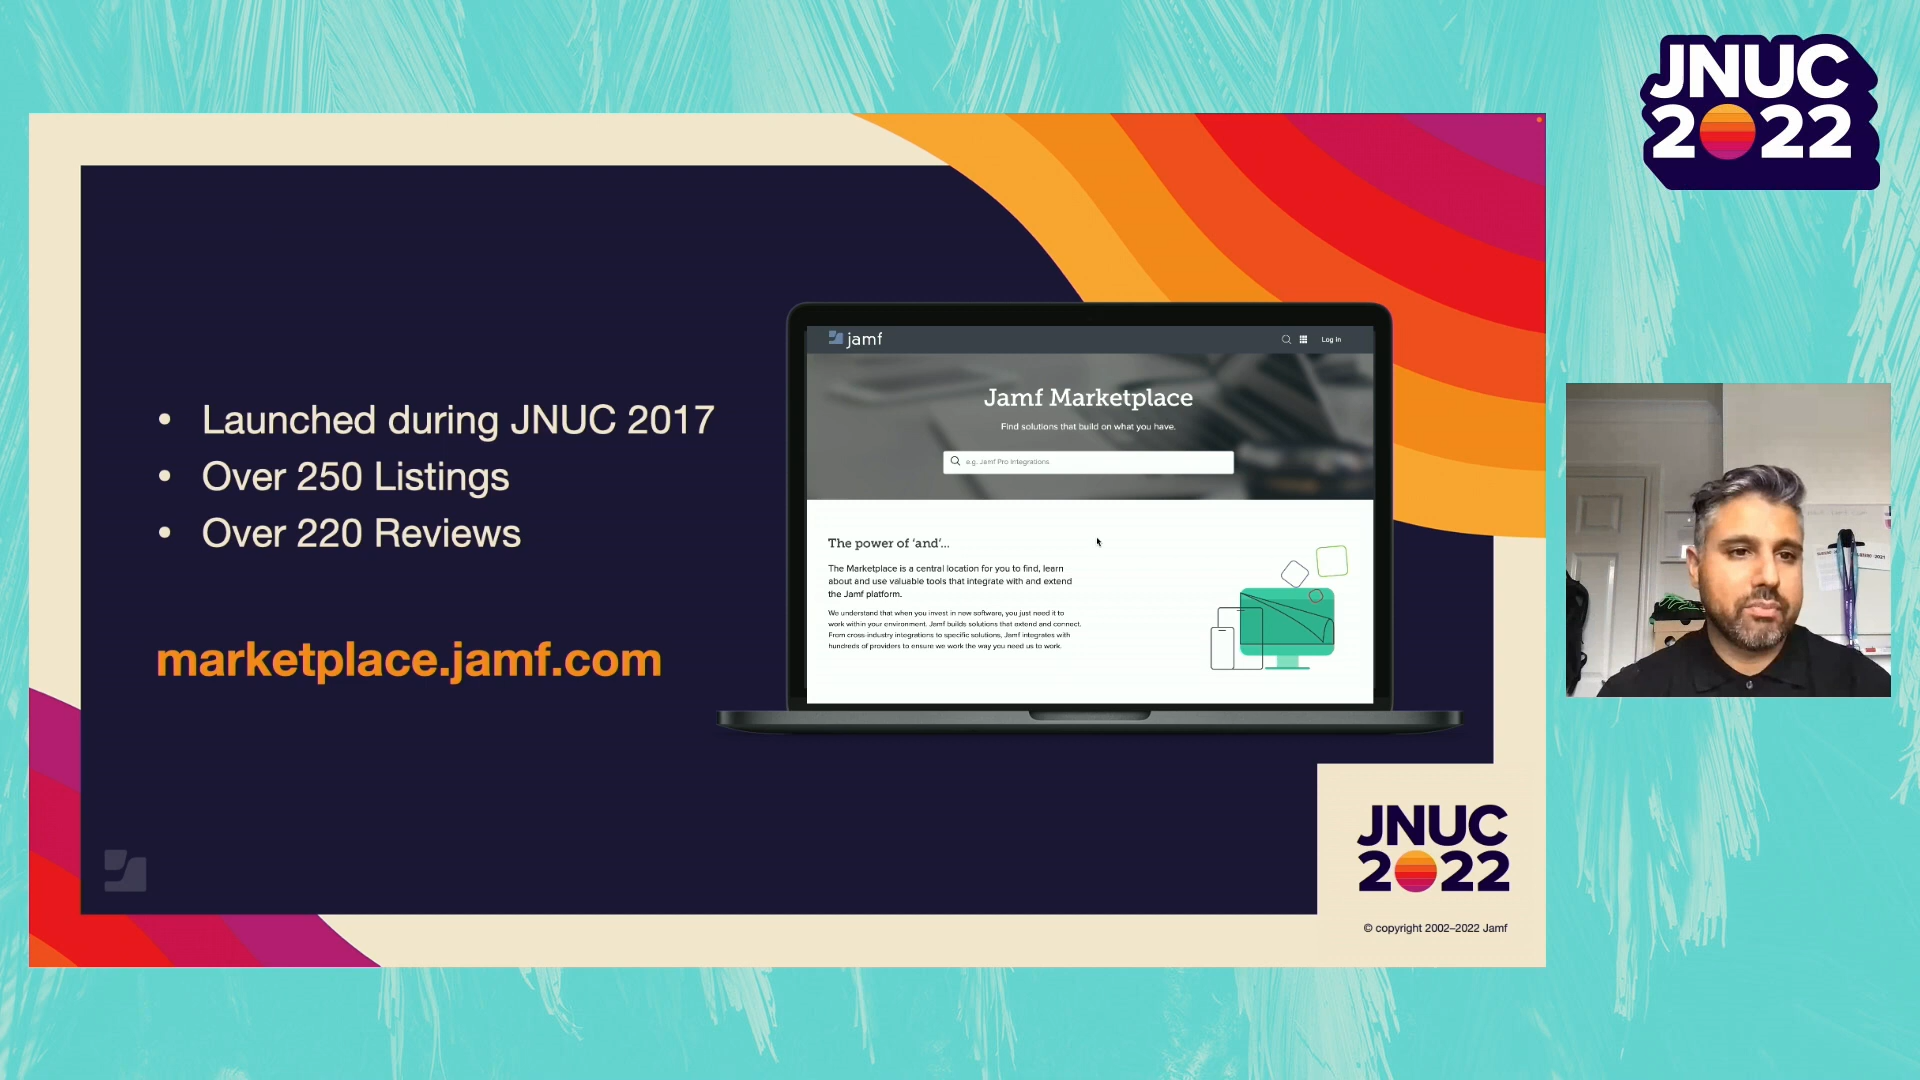 JNUC
2022
• Launched during JNUC 2017
• Over 250 Listings
• Over 220 Reviews
marketplace.jamf.com
jamf
Log in
Jamf Marketplace
Find solutions that build on what you have.
e.g. Jamf Pro Integrations
The power of ‘and’...
The Marketplace is a central location for you to find, learn
about and use valuable tools that integrate with and extend
the Jamf platform.
We understand that when you invest in new software, you just need it to
work within your environment. Jamf builds solutions that extend and connect.
From cross-industry integrations to specific solutions, Jamf integrates with
hundreds of providers to ensure we work the way you need us to work.
JNUC
2022
© copyright 2002–2022 Jamf